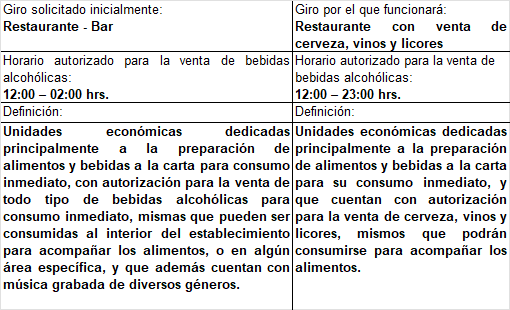 Giro solicitado inicialmente:
Restaurante - Bar
Horario autorizado para la venta de bebidas
alcohólicas:
12:00 – 02:00 hrs.
Definición:
Unidades económicas dedicadas
principalmente a la preparación de
alimentos y bebidas a la carta para consumo
inmediato, con autorización para la venta de
todo tipo de bebidas alcohólicas para
consumo inmediato, mismas que pueden ser
consumidas al interior del establecimiento
para acompañar los alimentos, o en algún
área específica, y que además cuentan con
música grabada de diversos géneros.
Giro por el que funcionará:
Restaurante con venta de
cerveza, vinos y licores
Horario autorizado para la venta de
bebidas alcohólicas:
12:00 – 23:00 hrs.
Definición:
Unidades económicas dedicadas
principalmente a la preparación
de alimentos y bebidas a la carta
para su consumo inmediato, y
que cuentan con autorización
para la venta de cerveza, vinos y
licores, mismos que podrán
consumirse para acompañar los
alimentos.